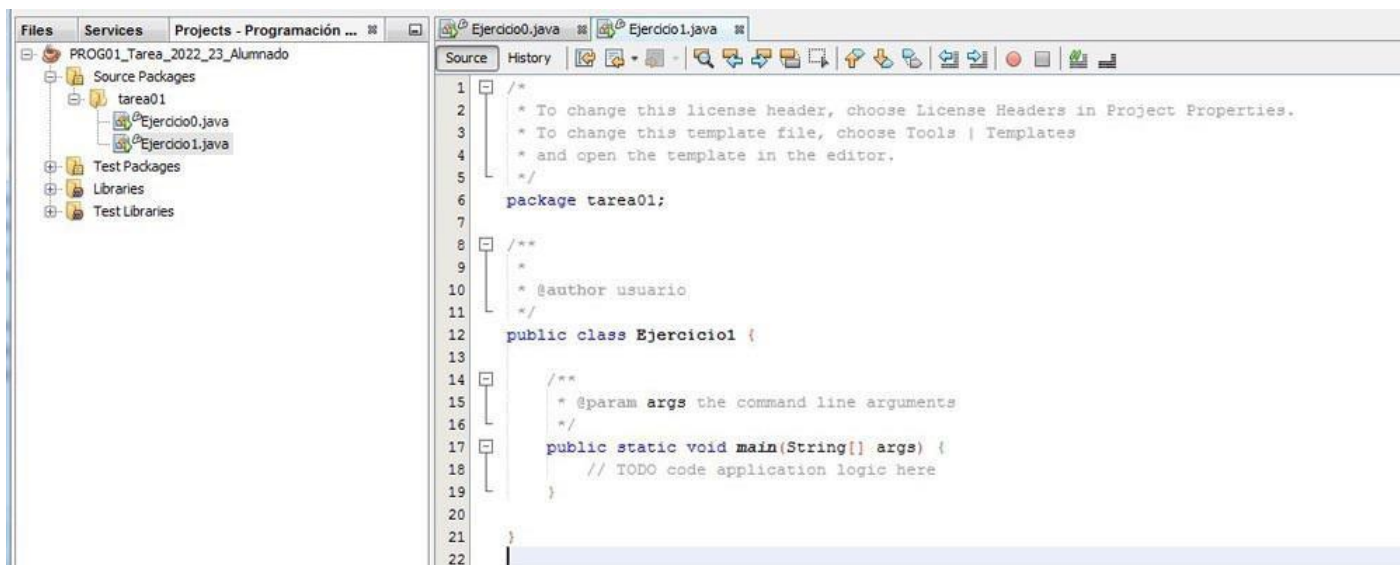 Files Services Projects - Programación ...
PROG01_Tarea_2022_23_Alumnado
Source Packages
tarea01
Ejercicio0.java
Ejercicio1.java
Test Packages
Libraries
Test Libraries
Ejercicio0.java Ejercicio1.java
Source History
1 /*
2 * To change this license header, choose License Headers in Project Properties.
3 * To change this template file, choose Tools | Templates
4 * and open the template in the editor.
5 */
6 package tarea01;
7
8 /**
9 *
10 * @author usuario
11 */
12 public class Ejercicio1 {
13
14 /**
15 * @param args the command line arguments
16 */
17 public static void main(String[] args) {
18 // TODO code application logic here
19 }
20
21 }
22